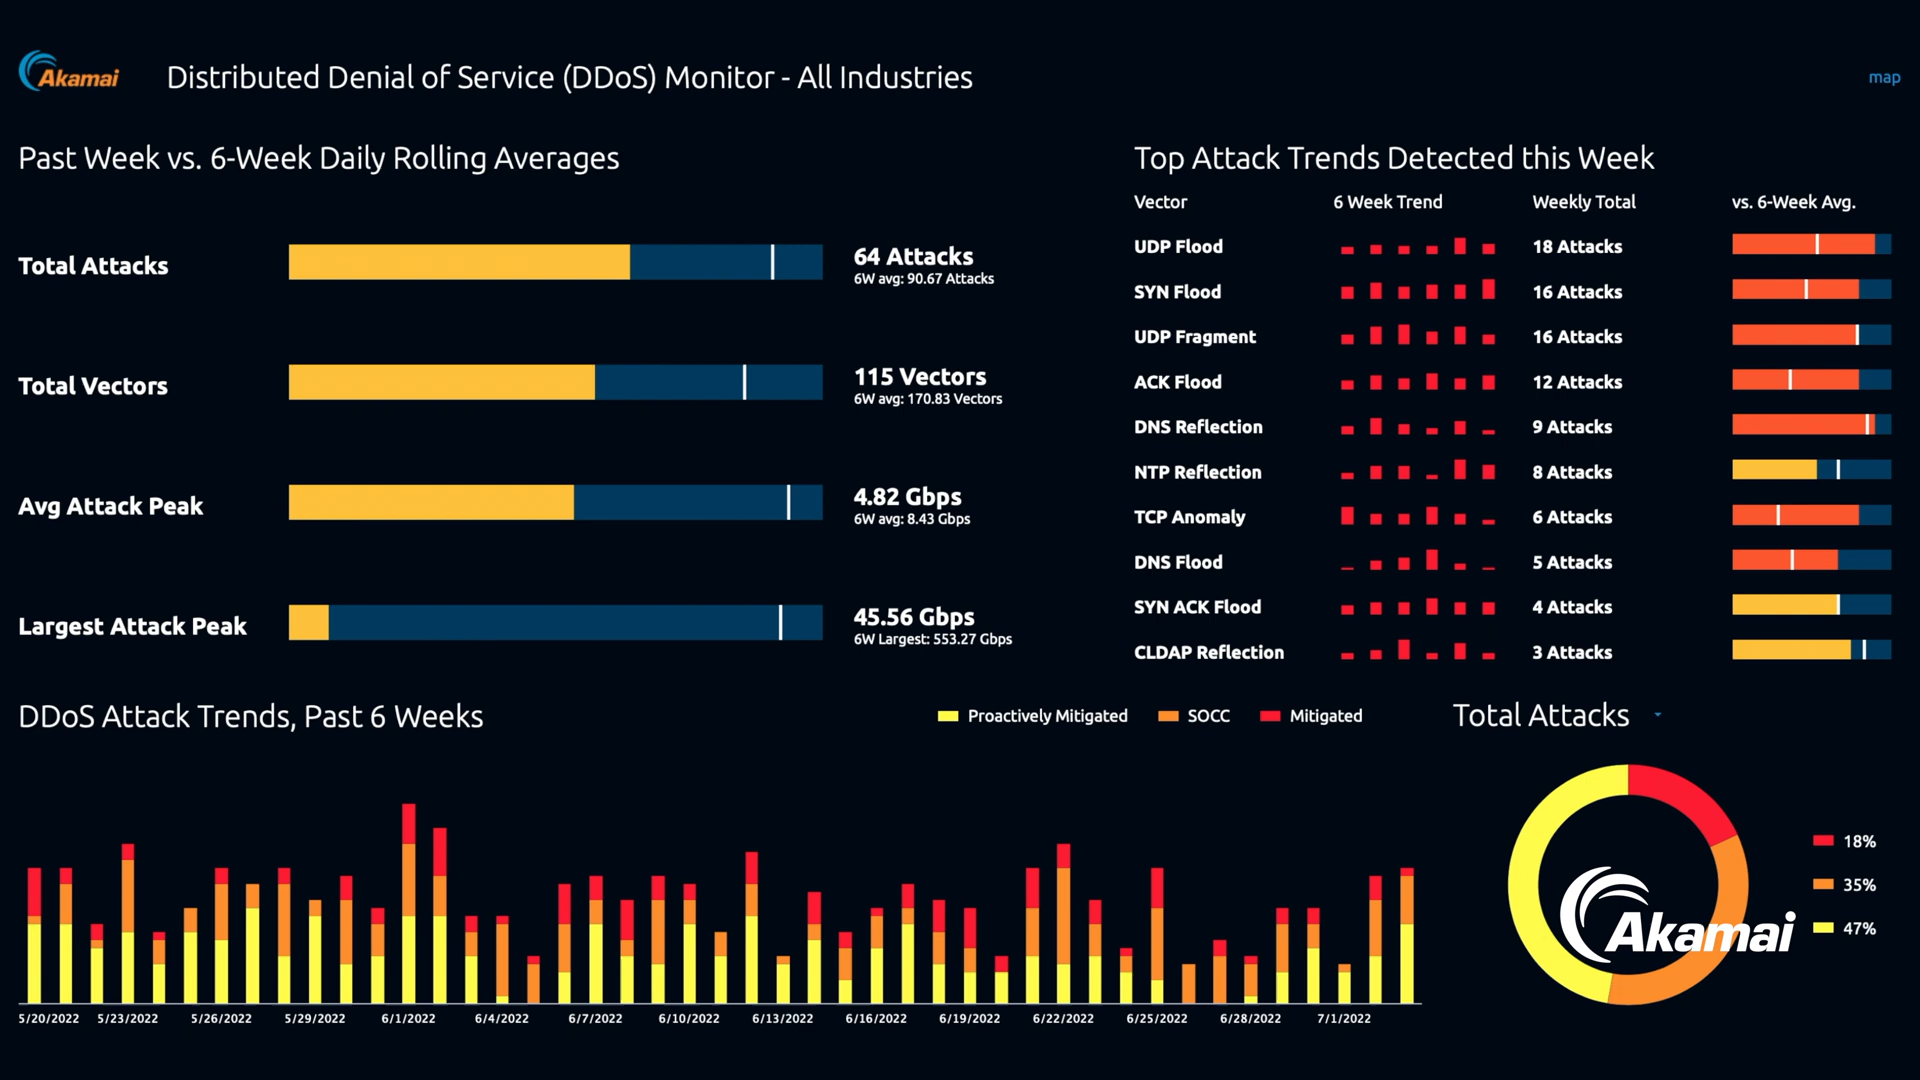 Akamai
Distributed Denial of Service (DDoS) Monitor - All Industries
map
Past Week vs. 6-Week Daily Rolling Averages
Total Attacks
64 Attacks
6W avg: 90.67 Attacks
Total Vectors
115 Vectors
6W avg: 170.83 Vectors
Avg Attack Peak
4.82 Gbps
6W avg: 8.43 Gbps
Largest Attack Peak
45.56 Gbps
6W Largest: 553.27 Gbps
Top Attack Trends Detected this Week
Vector 6 Week Trend Weekly Total vs. 6-Week Avg.
UDP Flood 18 Attacks
SYN Flood 16 Attacks
UDP Fragment 16 Attacks
ACK Flood 12 Attacks
DNS Reflection 9 Attacks
NTP Reflection 8 Attacks
TCP Anomaly 6 Attacks
DNS Flood 5 Attacks
SYN ACK Flood 4 Attacks
CLDAP Reflection 3 Attacks
DDoS Attack Trends, Past 6 Weeks
Proactively Mitigated SOCC Mitigated
5/20/2022 5/23/2022 5/26/2022 5/29/2022 6/1/2022 6/4/2022 6/7/2022 6/10/2022 6/13/2022 6/16/2022 6/19/2022 6/22/2022 6/25/2022 6/28/2022 7/1/2022
Total Attacks
18%
35%
47%
Akamai